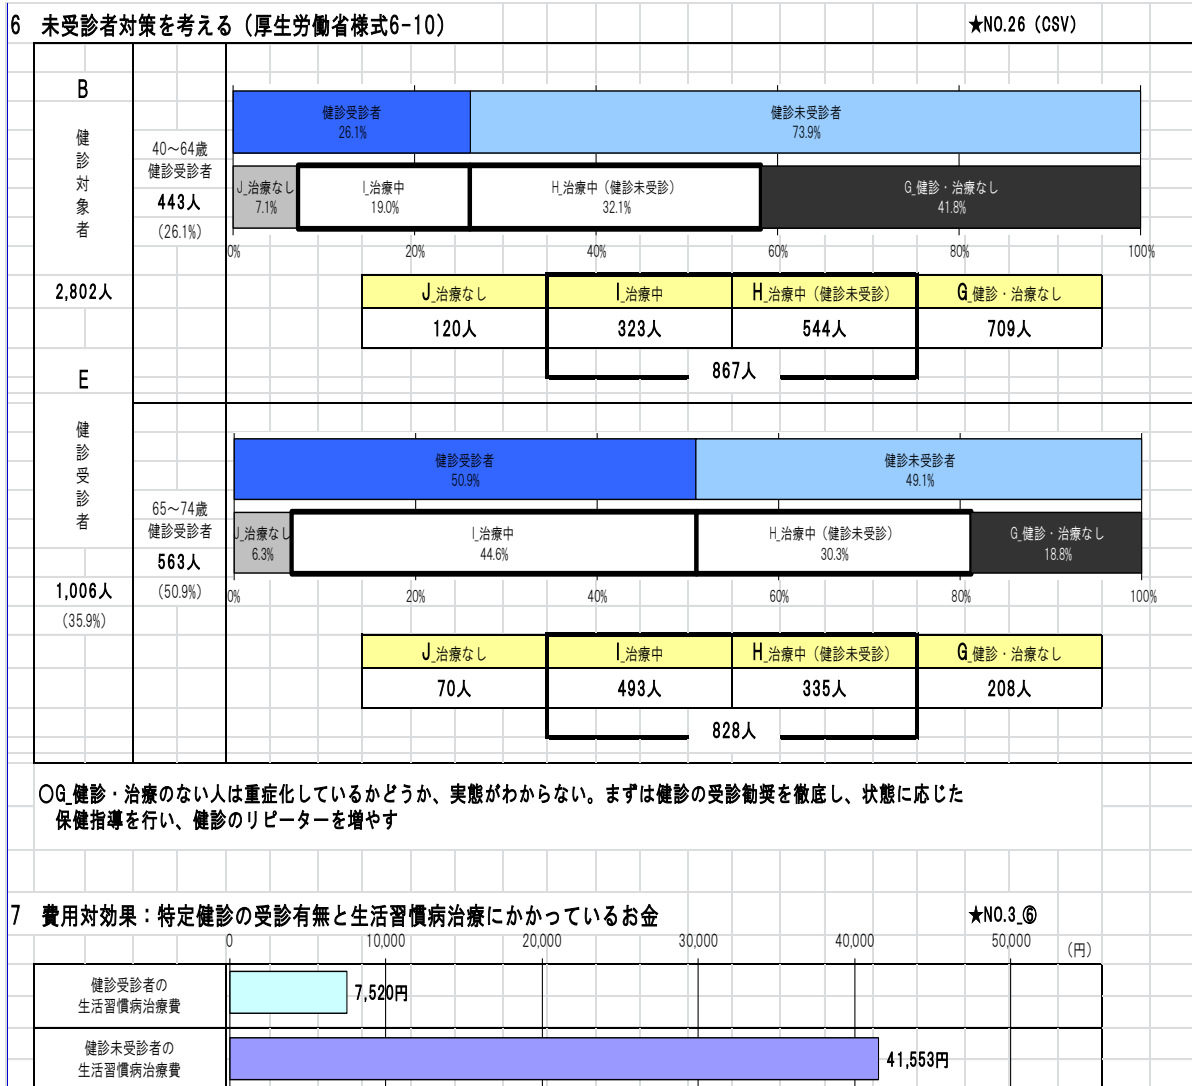 6 未受診者対策を考える（厚生労働省様式6-10）
★NO.26（CSV）
B
健診対象者
2,802人
E
健診受診者
1,006人
(35.9%)
40～64歳
健診受診者
443人
(26.1%)
健診受診者
26.1%
健診未受診者
73.9%
J_治療なし
7.1%
I_治療中
19.0%
H_治療中（健診未受診）
32.1%
G_健診・治療なし
41.8%
0% 20% 40% 60% 80% 100%
J_治療なし I_治療中 H_治療中（健診未受診） G_健診・治療なし
120人 323人 544人 709人
867人
65～74歳
健診受診者
563人
(50.9%)
健診受診者
50.9%
健診未受診者
49.1%
J_治療なし
6.3%
I_治療中
44.6%
H_治療中（健診未受診）
30.3%
G_健診・治療なし
18.8%
0% 20% 40% 60% 80% 100%
J_治療なし I_治療中 H_治療中（健診未受診） G_健診・治療なし
70人 493人 335人 208人
828人
○G_健診・治療のない人は重症化しているかどうか、実態がわからない。まずは健診の受診勧奨を徹底し、状態に応じた
保健指導を行い、健診のリピーターを増やす
7 費用対効果：特定健診の受診有無と生活習慣病治療にかかっているお金
★NO.3_⑥
0 10,000 20,000 30,000 40,000 50,000
（円）
健診受診者の
生活習慣病治療費
7,520円
健診未受診者の
生活習慣病治療費
41,553円